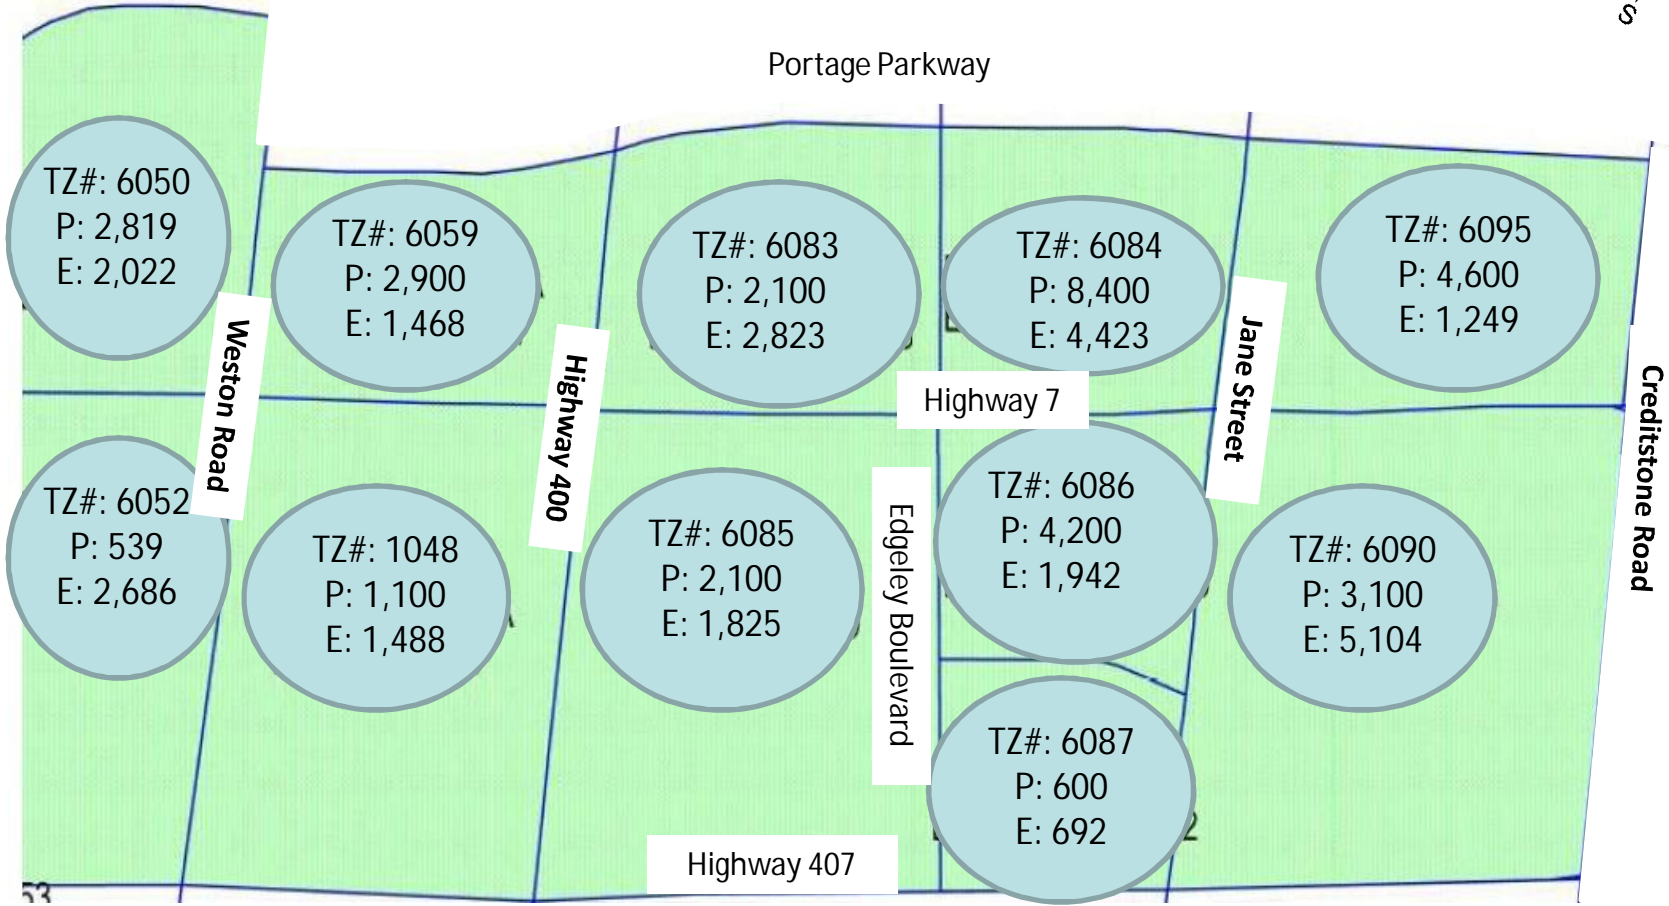 s
Portage Parkway
TZ#: 6050
P: 2,819
E: 2,022
TZ#: 6059
P: 2,900
E: 1,468
TZ#: 6083
P: 2,100
E: 2,823
TZ#: 6084
P: 8,400
E: 4,423
TZ#: 6095
P: 4,600
E: 1,249
Weston Road
Highway 400
Highway 7
Jane Street
Creditstone Road
TZ#: 6052
P: 539
E: 2,686
TZ#: 1048
P: 1,100
E: 1,488
TZ#: 6085
P: 2,100
E: 1,825
Edgeley Boulevard
TZ#: 6086
P: 4,200
E: 1,942
TZ#: 6090
P: 3,100
E: 5,104
TZ#: 6087
P: 600
E: 692
2
Highway 407
53